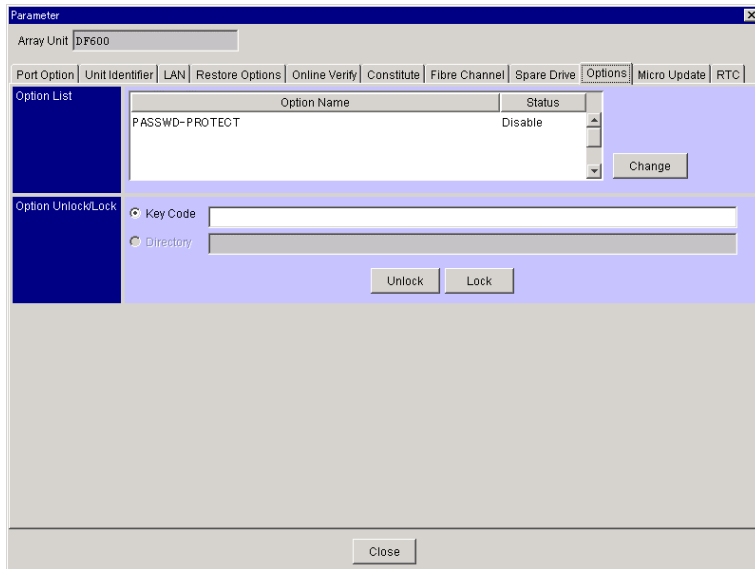 Parameter
Array Unit DF600
Port Option Unit Identifier LAN Restore Options Online Verify Constitute Fibre Channel Spare Drive Options Micro Update RTC
Option List
Option Name Status
PASSWD-PROTECT Disable
Change
Option Unlock/Lock
Key Code
Directory
Unlock Lock
Close